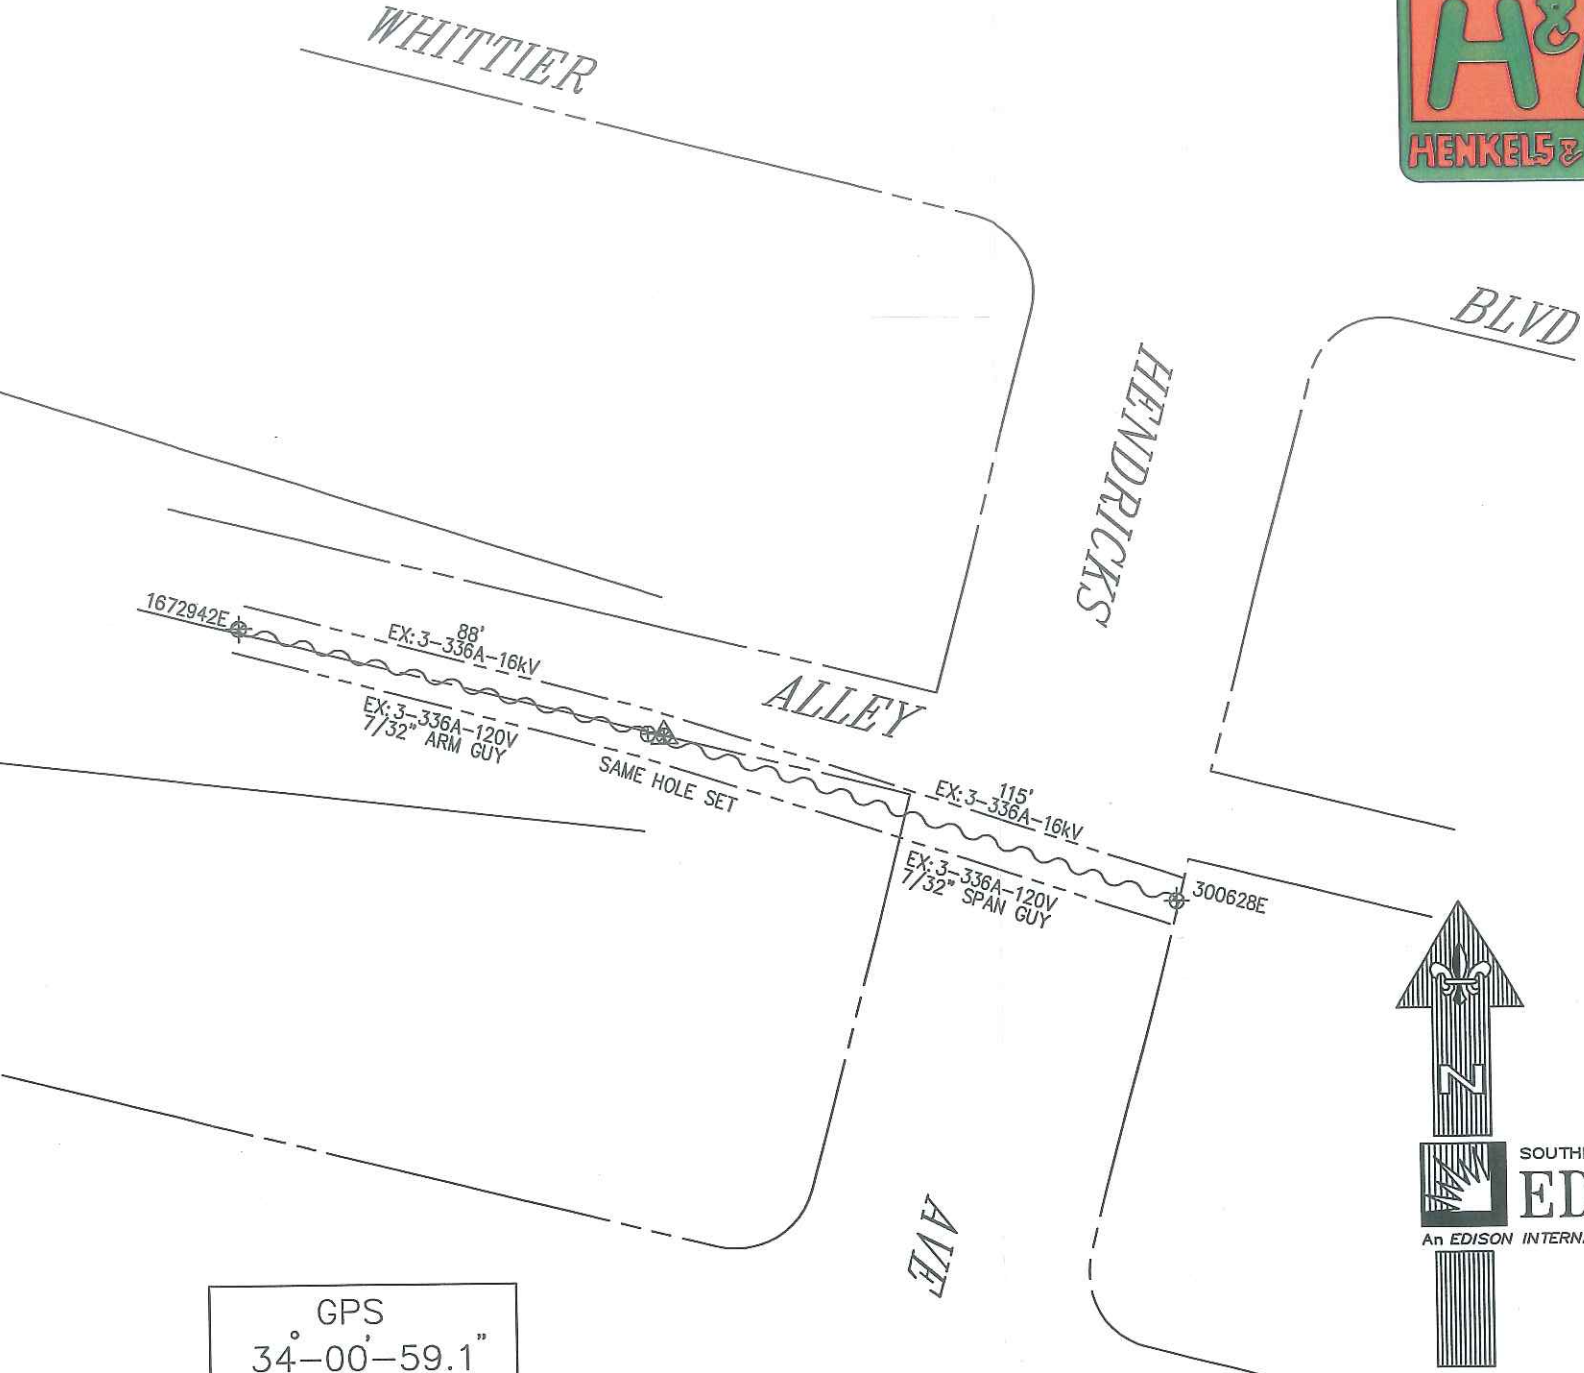 WHITTIER
H&
HENKELS &
BLVD
HENDRICKS
1672942E
88'
EX: 3-336A-16kV
ALLEY
EX: 3-336A-120V
7/32" ARM GUY
SAME HOLE SET
115'
EX: 3-336A-16kV
EX: 3-336A-120V
7/32" SPAN GUY
300628E
N
An EDISON INTERN
AVE
GPS
34°-00'-59.1"